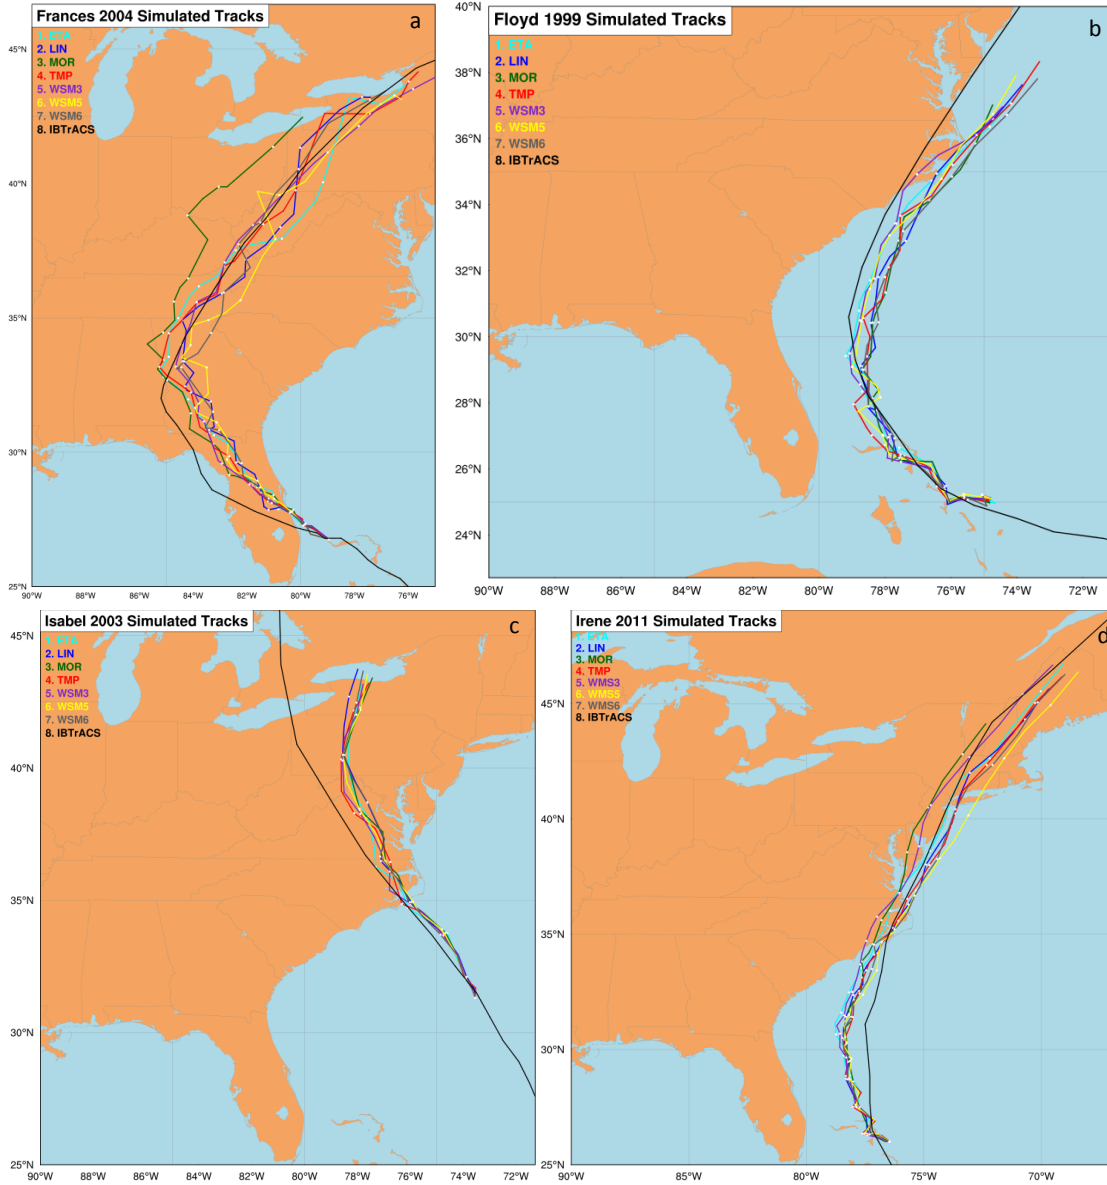 Frances 2004 Simulated Tracks
a
1. ETA
2. LIN
3. MOR
4. TMP
5. WSM3
6. WSM5
7. WSM6
8. IBTrACS
45°N
40°N
35°N
30°N
25°N
90°W 88°W 86°W 84°W 82°W 80°W 78°W 76°W
Floyd 1999 Simulated Tracks
b
1. ETA
2. LIN
3. MOR
4. TMP
5. WSM3
6. WSM5
7. WSM6
8. IBTrACS
40°N
38°N
36°N
34°N
32°N
30°N
28°N
26°N
24°N
90°W 88°W 86°W 84°W 82°W 80°W 78°W 76°W 74°W 72°W
Isabel 2003 Simulated Tracks
c
1. ETA
2. LIN
3. MOR
4. TMP
5. WSM3
6. WSM5
7. WSM6
8. IBTrACS
45°N
40°N
35°N
30°N
25°N
90°W 88°W 86°W 84°W 82°W 80°W 78°W 76°W 74°W 72°W
Irene 2011 Simulated Tracks
d
1. ETA
2. LIN
3. MOR
4. TMP
5. WMS3
6. WMS5
7. WMS6
8. IBTrACS
45°N
40°N
35°N
30°N
25°N
90°W 85°W 80°W 75°W 70°W